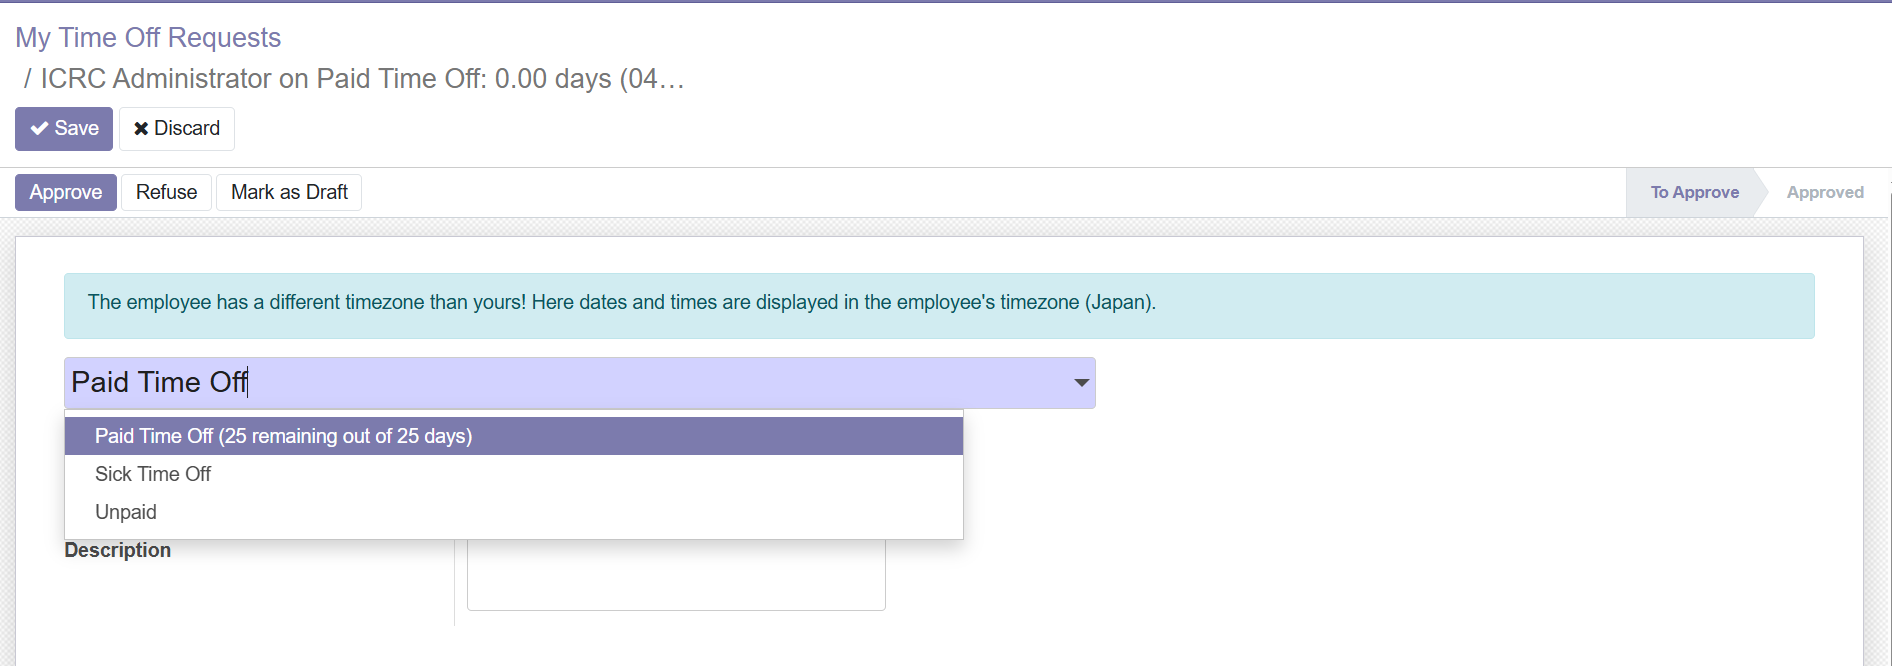 My Time Off Requests
/ ICRC Administrator on Paid Time Off: 0.00 days (04…
Save Discard
Approve Refuse Mark as Draft To Approve Approved
The employee has a different timezone than yours! Here dates and times are displayed in the employee's timezone (Japan).
Paid Time Off
Paid Time Off (25 remaining out of 25 days)
Sick Time Off
Unpaid
Description